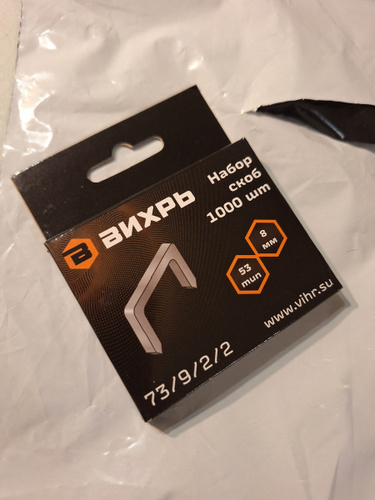 ВИХРЬ
Набор
скоб
1000 шт
8
мм
53
тип
www.vihr.su
73/9/2/2